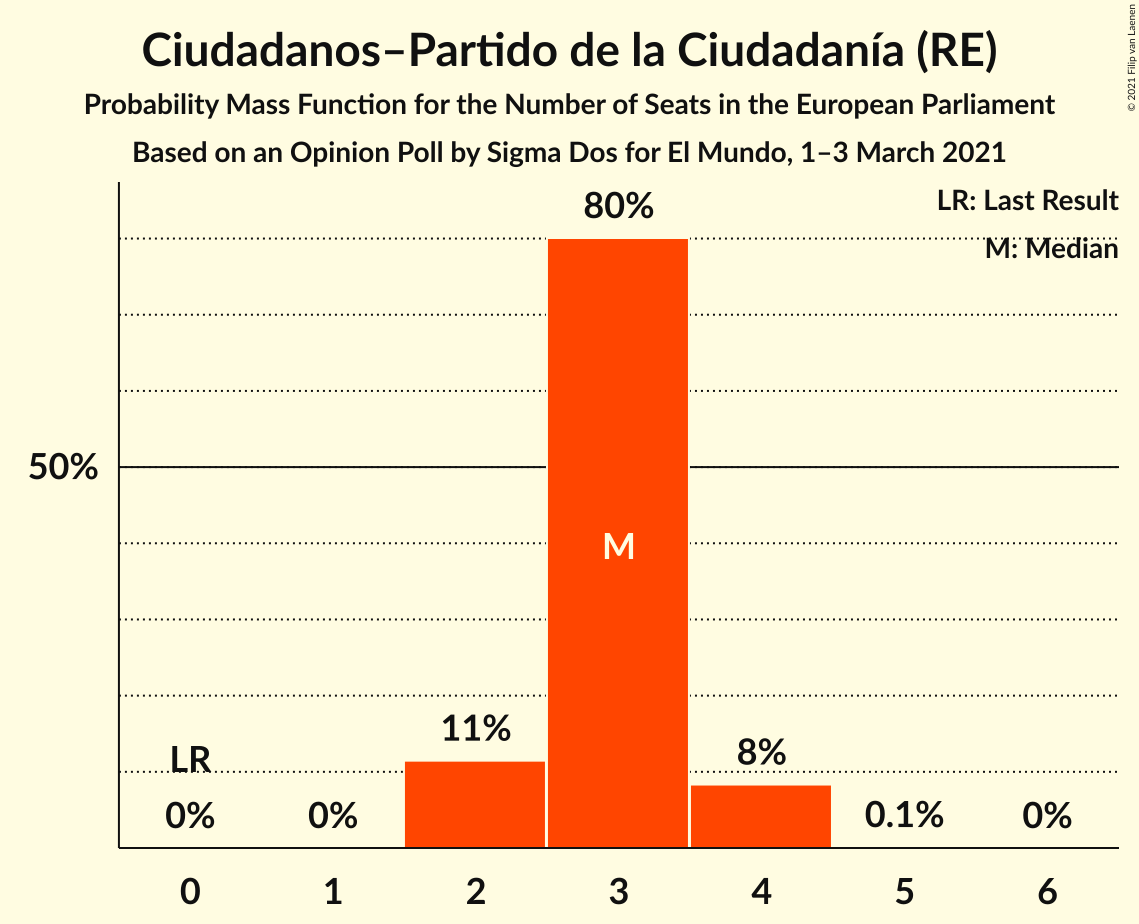 Ciudadanos–Partido de la Ciudadanía (RE)
Probability Mass Function for the Number of Seats in the European Parliament
Based on an Opinion Poll by Sigma Dos for El Mundo, 1–3 March 2021
© 2021 Filip van Laenen
LR: Last Result
M: Median
80%
50%
M
11%
8%
LR
0%
0%
0.1%
0%
0 1 2 3 4 5 6